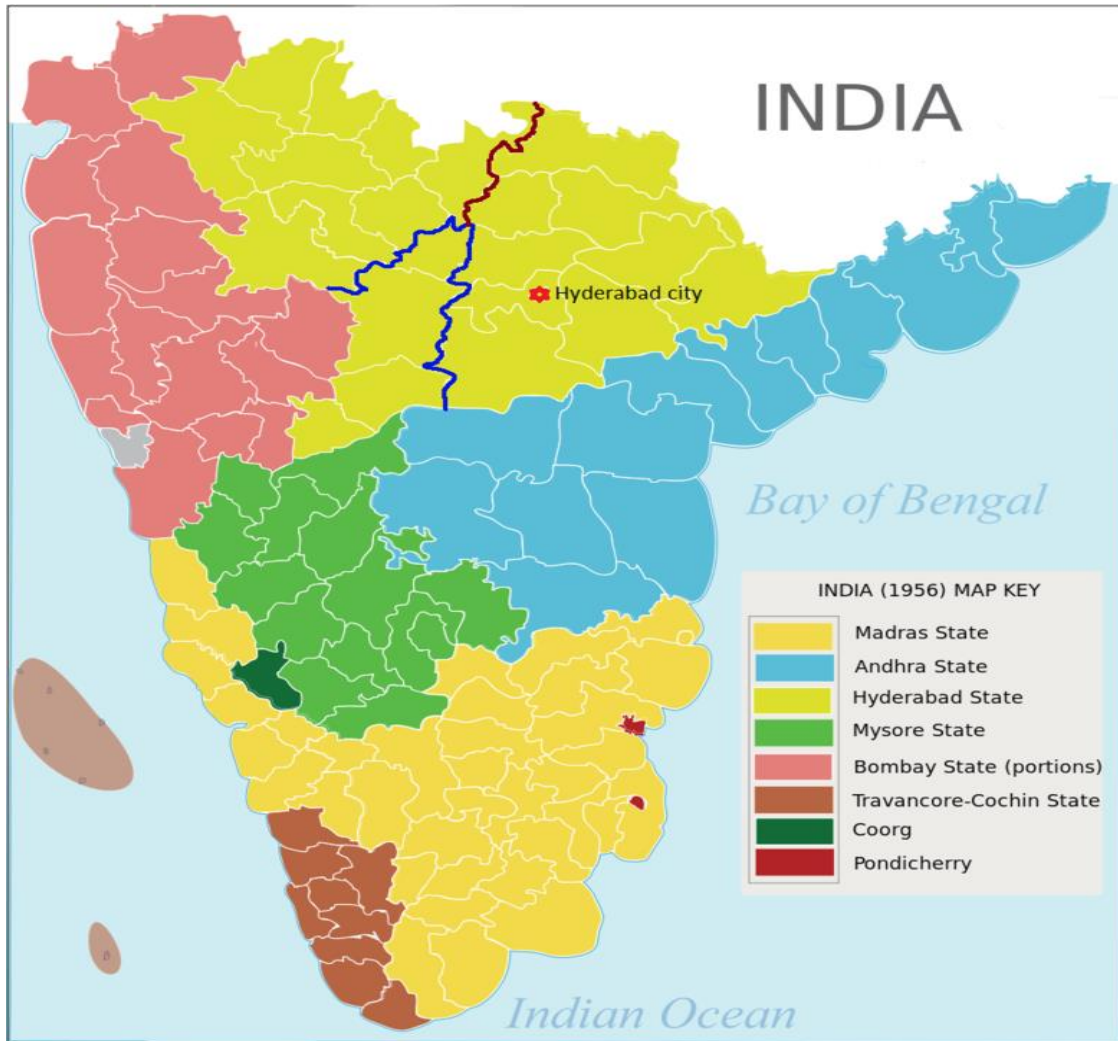 INDIA
Hyderabad city
Bay of Bengal
INDIA (1956) MAP KEY
Madras State
Andhra State
Hyderabad State
Mysore State
Bombay State (portions)
Travancore-Cochin State
Coorg
Pondicherry
Indian Ocean